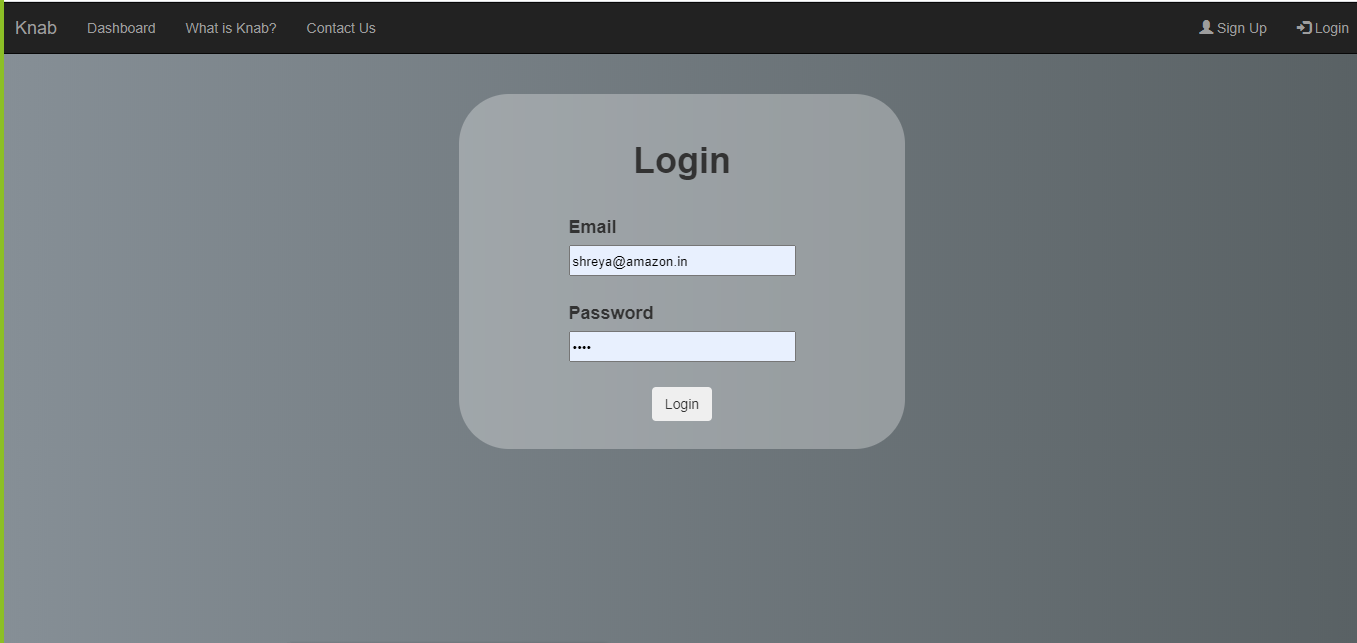 Knab Dashboard What is Knab? Contact Us Sign Up Login
Login
Email
shreya@amazon.in
Password
••••
Login